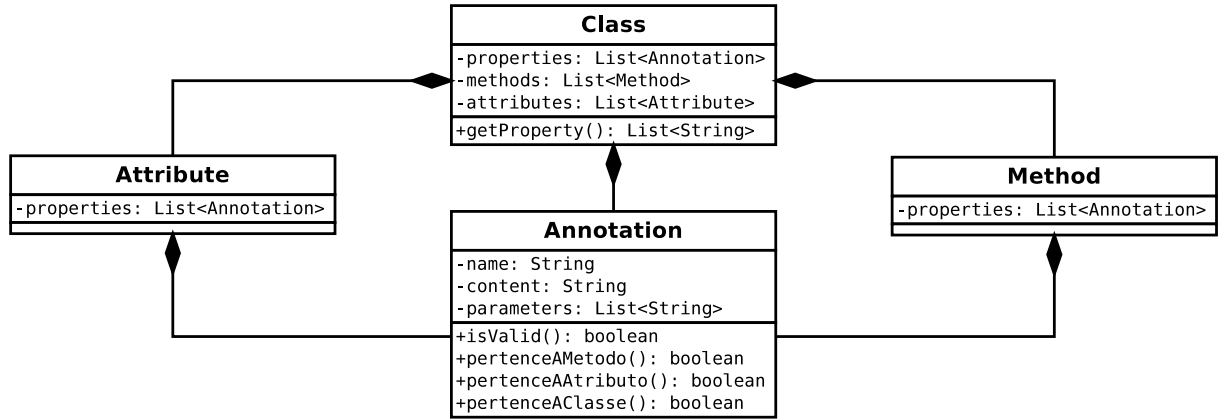 Class
-properties: List<Annotation>
-methods: List<Method>
-attributes: List<Attribute>
+getProperty(): List<String>
Attribute
-properties: List<Annotation>
Method
-properties: List<Annotation>
Annotation
-name: String
-content: String
-parameters: List<String>
+isValid(): boolean
+pertenceAMetodo(): boolean
+pertenceAAtributo(): boolean
+pertenceAClasse(): boolean